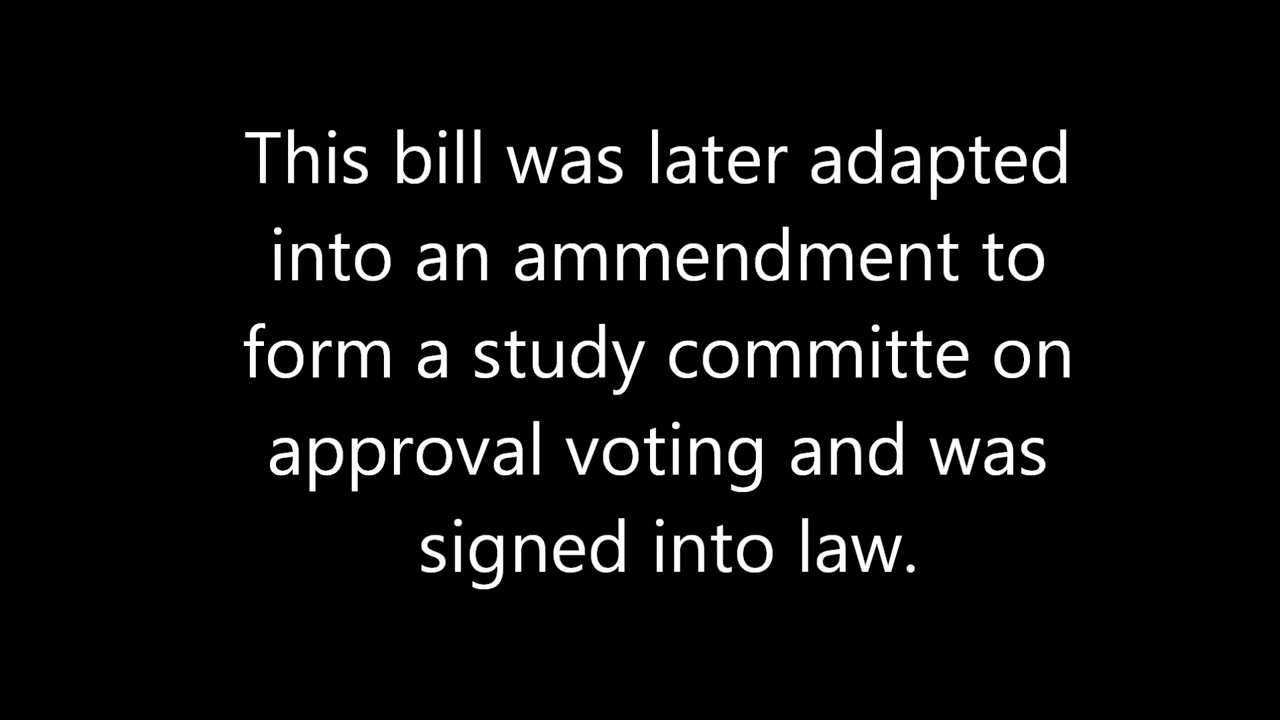 This bill was later adapted
into an ammendment to
form a study committe on
approval voting and was
signed into law.